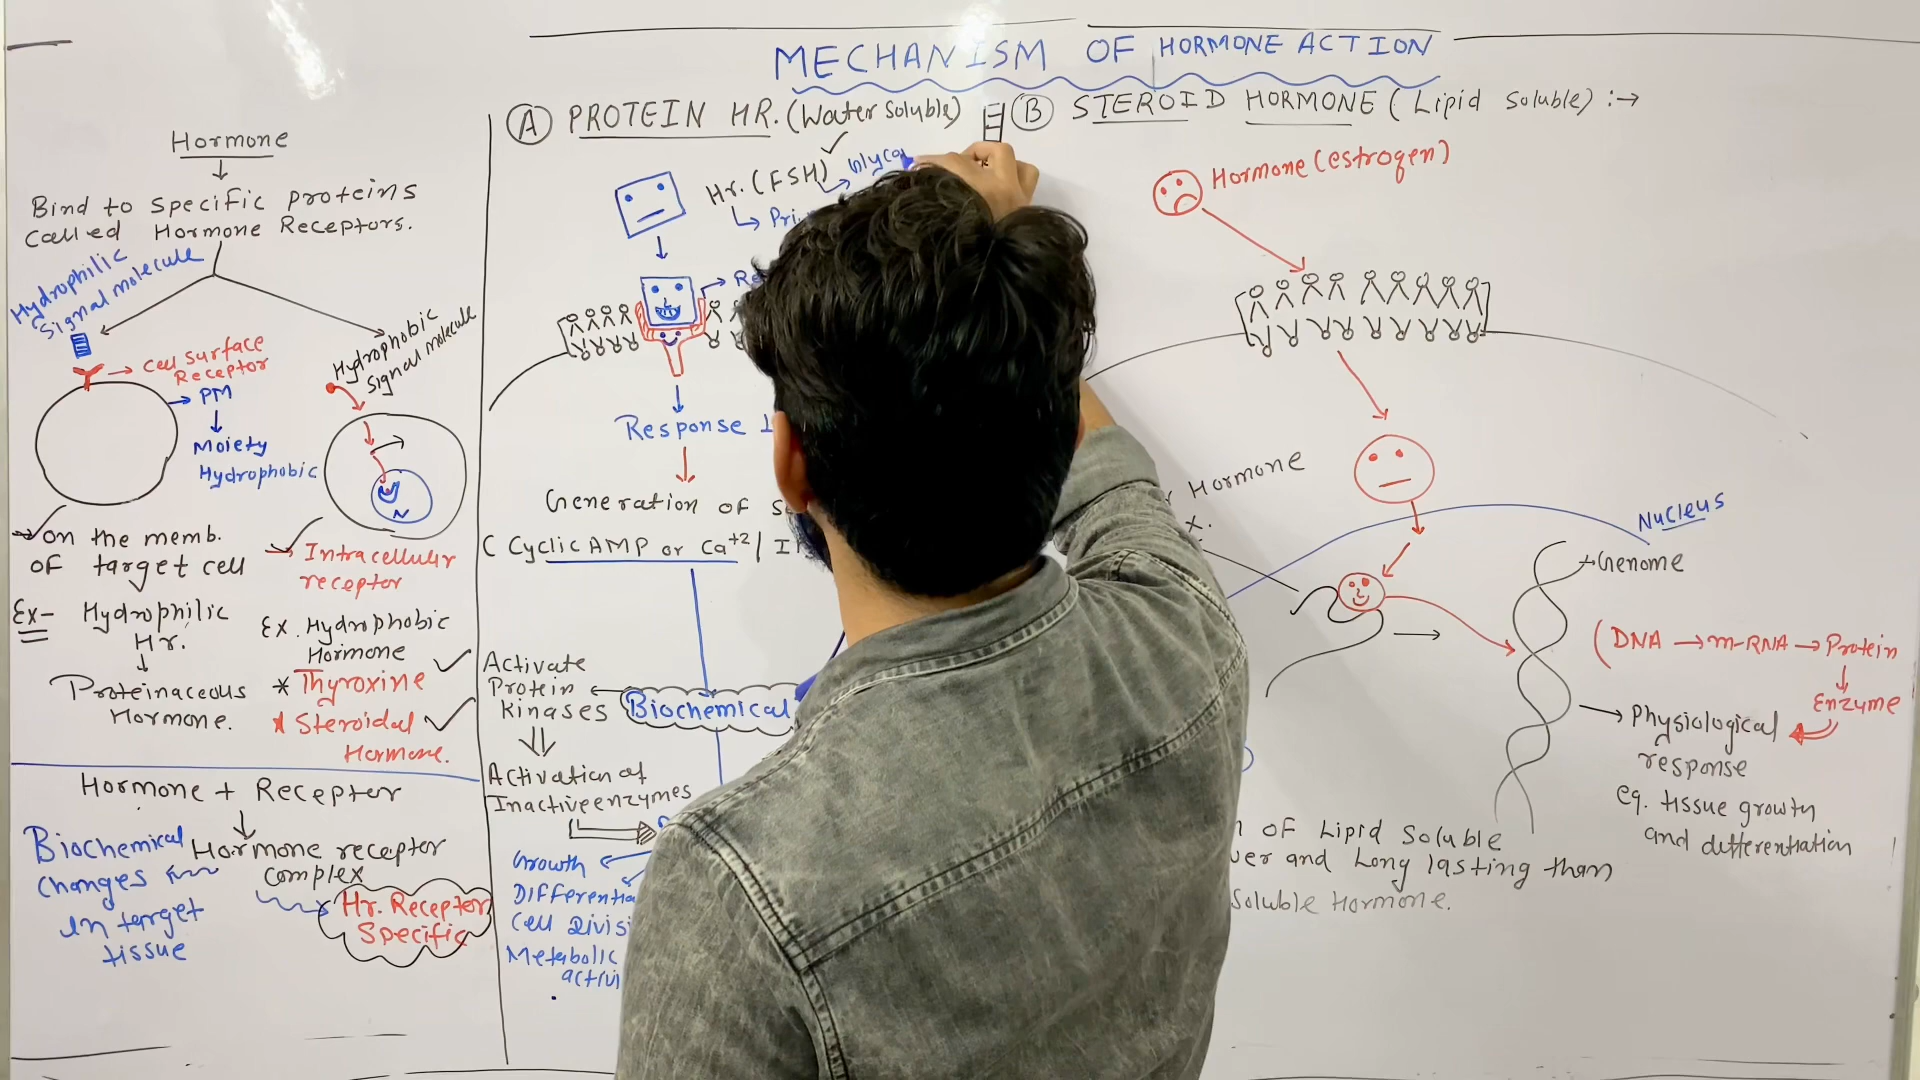 MECHANISM OF HORMONE ACTION
Hormone
Bind to specific proteins
Called Hormone Receptors.
Hydrophilic
Signal molecule
Cell surface
Receptor
PM
Moiety
Hydrophobic
Hydrophobic
Signal molecule
N
on the memb.
OF target cell
Ex- Hydrophilic
Hr.
Proteinaceous
Hormone.
Intracellular
receptor
Ex. Hydrophobic
Hormone
* Thyroxine
* Steroidal
Hormone.
Hormone + Receptor
Hormone receptor
complex
Biochemical
Changes
in target
tissue
Hr. Receptor
Specific
(A) PROTEIN HR. (Water Soluble)
Hr. (FSH)
Response
Generation of
C Cyclic AMP or Ca+2/
Biochemical
Activate
Protein
Kinases
Activation of
Inactive enzymes
Growth
Metabolic
(B) STEROID HORMONE (Lipid Soluble) :→
Hormone (estrogen)
Hormone
Nucleus
Genome
(DNA → m-RNA → Protein
Enzyme
Physiological
response
eg. tissue growth
and differentiation
OF Lipid Soluble
and Long lasting than
Soluble Hormone.